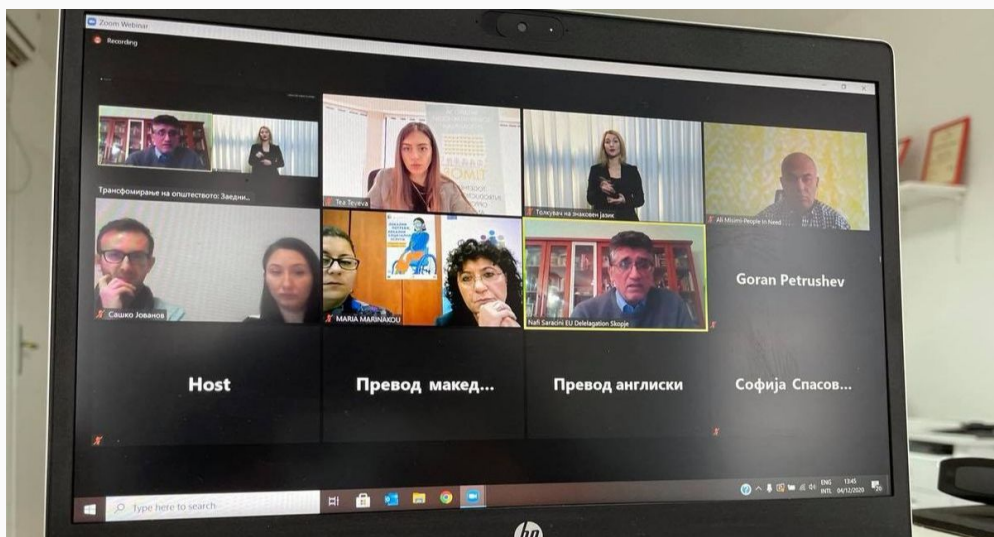 Zoom Webinar
Recording
Трансфомирање на општеството: Заедни...
Tea Teveva
Толкувач на знаковен јазик
Ali Misimi-People In Need
Сашко Јованов
MARIA MARINAKOU
Nafi Saracini EU Delelagation Skopje
Goran Petrushev
Host
Превод макед...
Превод англиски
Софија Спасов...
Type here to search
ENG
INTL
13:45
04/12/2020
hp